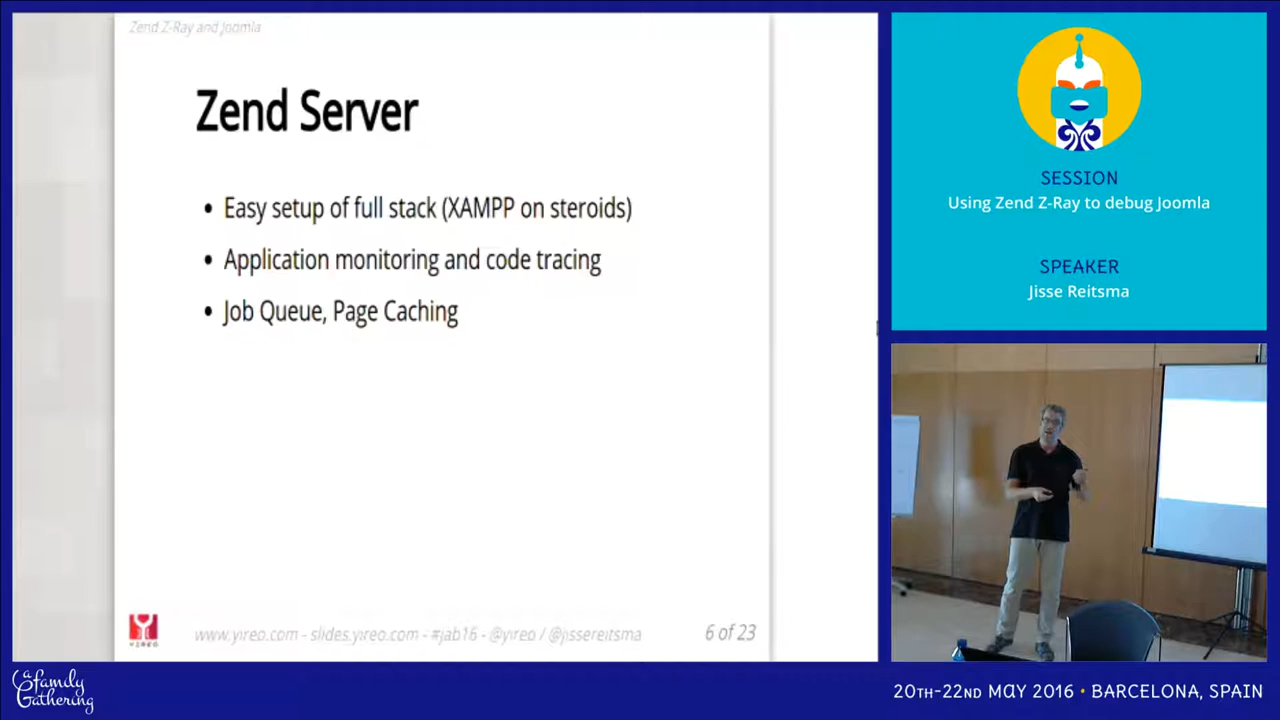 Zend Z-Ray and Joomla
Zend Server
• Easy setup of full stack (XAMPP on steroids)
• Application monitoring and code tracing
• Job Queue, Page Caching
YIREO
www.yireo.com - slides.yireo.com - #jab16 - @yireo / @jissereitsma
6 of 23
SESSION
Using Zend Z-Ray to debug Joomla
SPEAKER
Jisse Reitsma
a family
Gathering
20TH-22ND MAY 2016 • BARCELONA, SPAIN